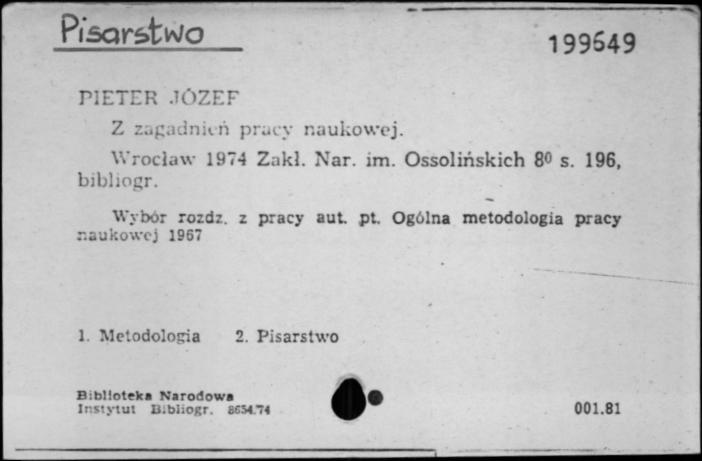 Pisarstwo
199649
PIETER JÓZEF
Z zagadnień pracy naukowej.
Wrocław 1974 Zakł. Nar. im. Ossolińskich 8⁰ s. 196,
bibliogr.
Wybór rozdz. z pracy aut. pt. Ogólna metodologia pracy
naukowej 1967
1. Metodologia 2. Pisarstwo
Biblioteka Narodowa
Instytut Bibliogr. 8654.74
001.81